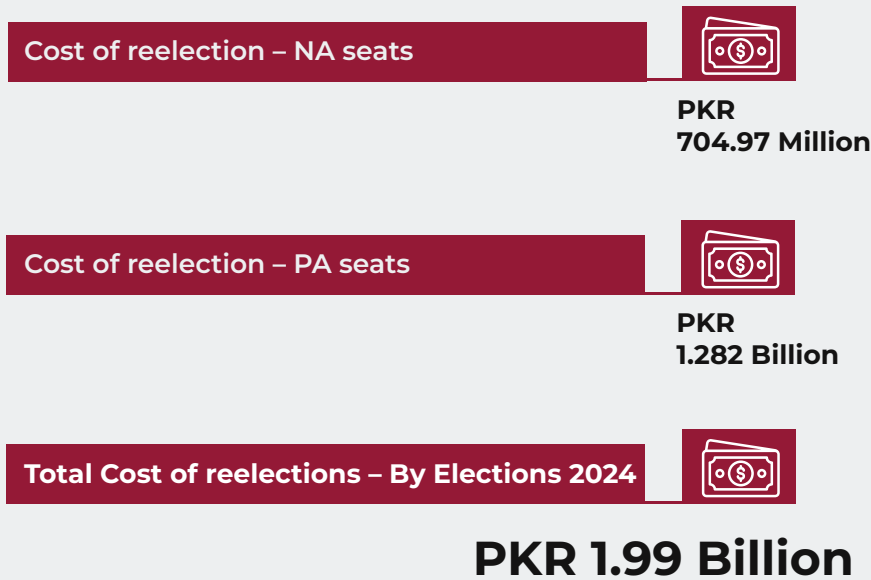 Cost of reelection – NA seats
PKR
704.97 Million
Cost of reelection – PA seats
PKR
1.282 Billion
Total Cost of reelections – By Elections 2024
PKR 1.99 Billion